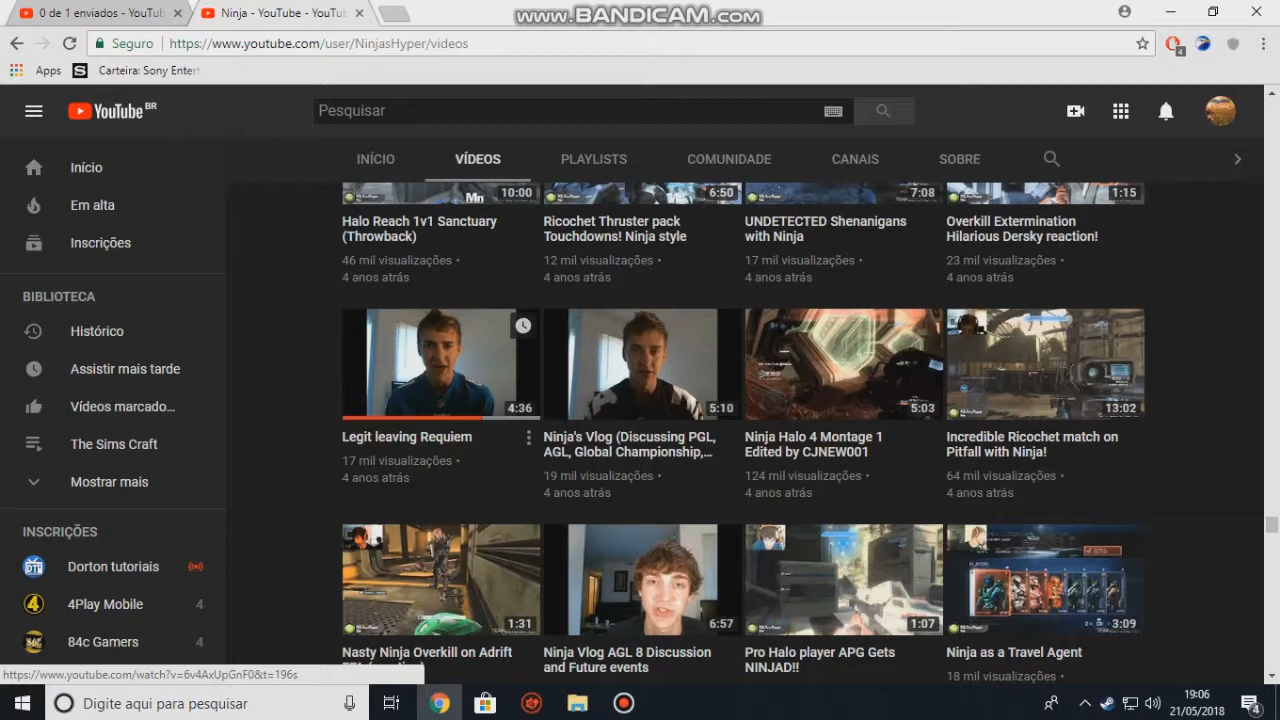 0 de 1 enviados - YouTub
Ninja - YouTube - YouTu
www.BANDICAM.com
Seguro
https://www.youtube.com/user/NinjasHyper/videos
4
Apps
Carteira: Sony Entert
YouTube BR
Pesquisar
INÍCIO
VÍDEOS
PLAYLISTS
COMUNIDADE
CANAIS
SOBRE
Início
Em alta
Inscrições
BIBLIOTECA
Histórico
Assistir mais tarde
Vídeos marcado...
The Sims Craft
Mostrar mais
INSCRIÇÕES
Dorton tutoriais
4Play Mobile
4
84c Gamers
4
10:00
6:50
7:08
1:15
Halo Reach 1v1 Sanctuary
(Throwback)
46 mil visualizações •
4 anos atrás
Ricochet Thruster pack
Touchdowns! Ninja style
12 mil visualizações •
4 anos atrás
UNDETECTED Shenanigans
with Ninja
17 mil visualizações •
4 anos atrás
Overkill Extermination
Hilarious Dersky reaction!
23 mil visualizações •
4 anos atrás
4:36
5:10
5:03
13:02
Legit leaving Requiem
17 mil visualizações •
4 anos atrás
Ninja's Vlog (Discussing PGL,
AGL, Global Championship,...
19 mil visualizações •
4 anos atrás
Ninja Halo 4 Montage 1
Edited by CJNEW001
124 mil visualizações •
4 anos atrás
Incredible Ricochet match on
Pitfall with Ninja!
64 mil visualizações •
4 anos atrás
1:31
6:57
1:07
3:09
Nasty Ninja Overkill on Adrift
Ninja Vlog AGL 8 Discussion
and Future events
Pro Halo player APG Gets
NINJAD!!
Ninja as a Travel Agent
18 mil visualizações •
https://www.youtube.com/watch?v=6v4AxUpGnF0&t=196s
Digite aqui para pesquisar
19:06
21/05/2018
4